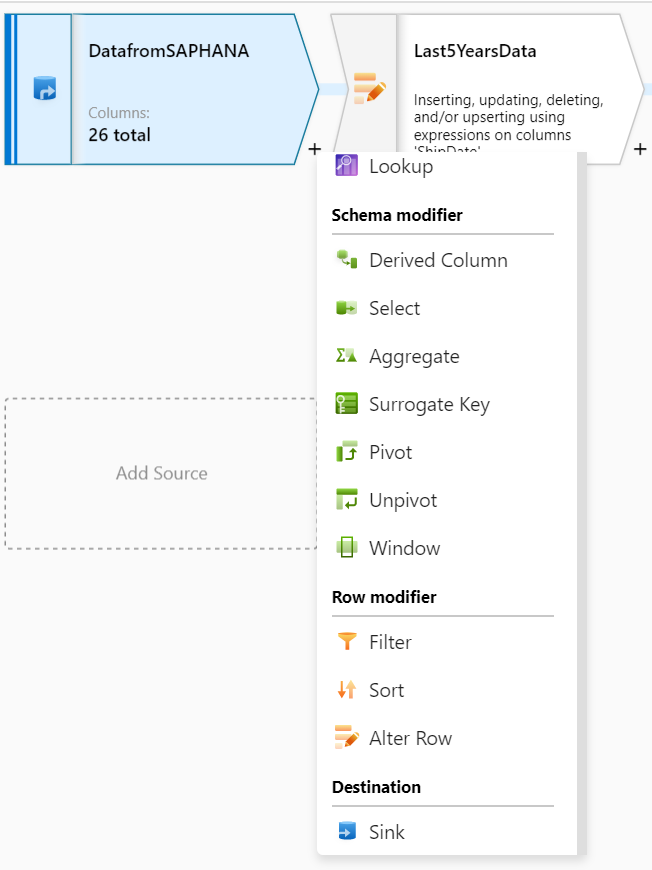 DatafromSAPHANA
Columns:
26 total
+
Last5YearsData
Inserting, updating, deleting,
and/or upserting using
expressions on columns
'ShipDate'
+
Lookup
Schema modifier
Derived Column
Select
Aggregate
Surrogate Key
Pivot
Unpivot
Window
Row modifier
Filter
Sort
Alter Row
Destination
Sink
Add Source